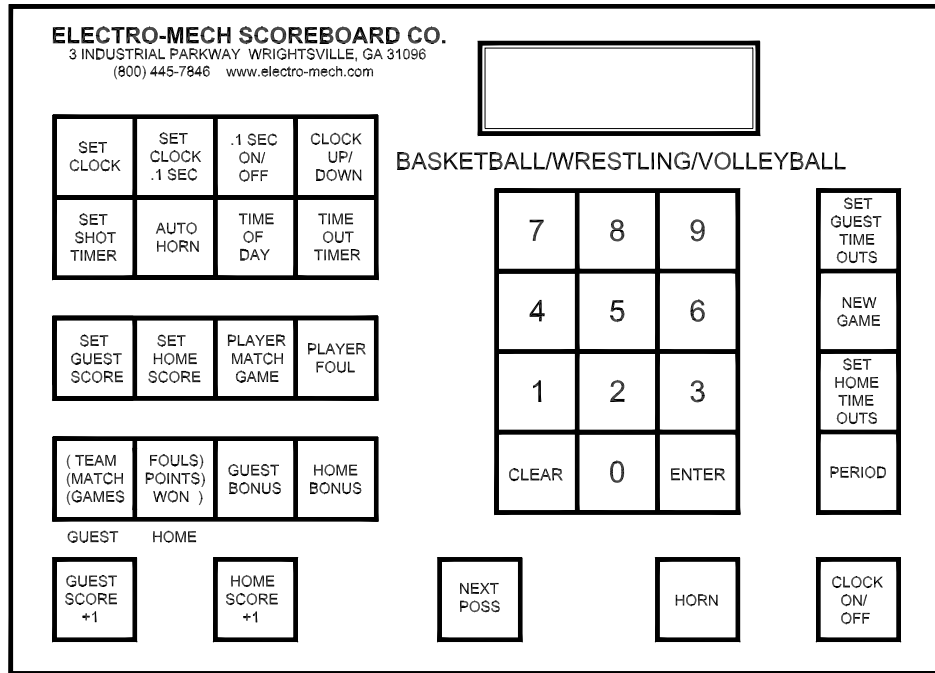 ELECTRO-MECH SCOREBOARD CO.
3 INDUSTRIAL PARKWAY WRIGHTSVILLE, GA 31096
(800) 445-7846 www.electro-mech.com
SET
CLOCK
SET
CLOCK
.1 SEC
.1 SEC
ON/
OFF
CLOCK
UP/
DOWN
SET
SHOT
TIMER
AUTO
HORN
TIME
OF
DAY
TIME
OUT
TIMER
SET
GUEST
SCORE
SET
HOME
SCORE
PLAYER
MATCH
GAME
PLAYER
FOUL
( TEAM
(MATCH
(GAMES
FOULS)
POINTS)
WON )
GUEST
BONUS
HOME
BONUS
GUEST
HOME
GUEST
SCORE
+1
HOME
SCORE
+1
BASKETBALL/WRESTLING/VOLLEYBALL
7
8
9
4
5
6
1
2
3
CLEAR
0
ENTER
SET
GUEST
TIME
OUTS
NEW
GAME
SET
HOME
TIME
OUTS
PERIOD
NEXT
POSS
HORN
CLOCK
ON/
OFF